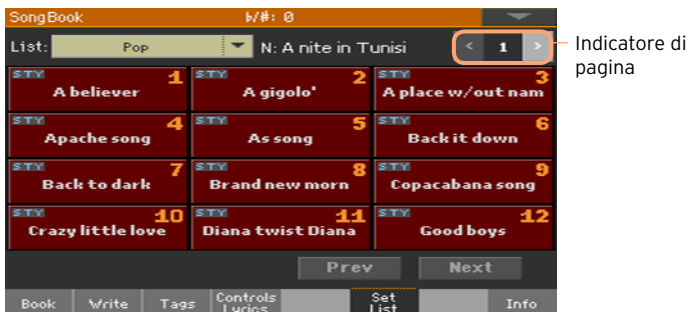 SongBook
♭/#: 0
List: Pop
N: A nite in Tunisi
< 1 >
Indicatore di
pagina
STY 1
A believer
STY 2
A gigolo'
STY 3
A place w/out nam
STY 4
Apache song
STY 5
As song
STY 6
Back it down
STY 7
Back to dark
STY 8
Brand new morn
STY 9
Copacabana song
STY 10
Crazy little love
STY 11
Diana twist Diana
STY 12
Good boys
Prev
Next
Book
Write
Tags
Controls
Lyrics
Set
List
Info